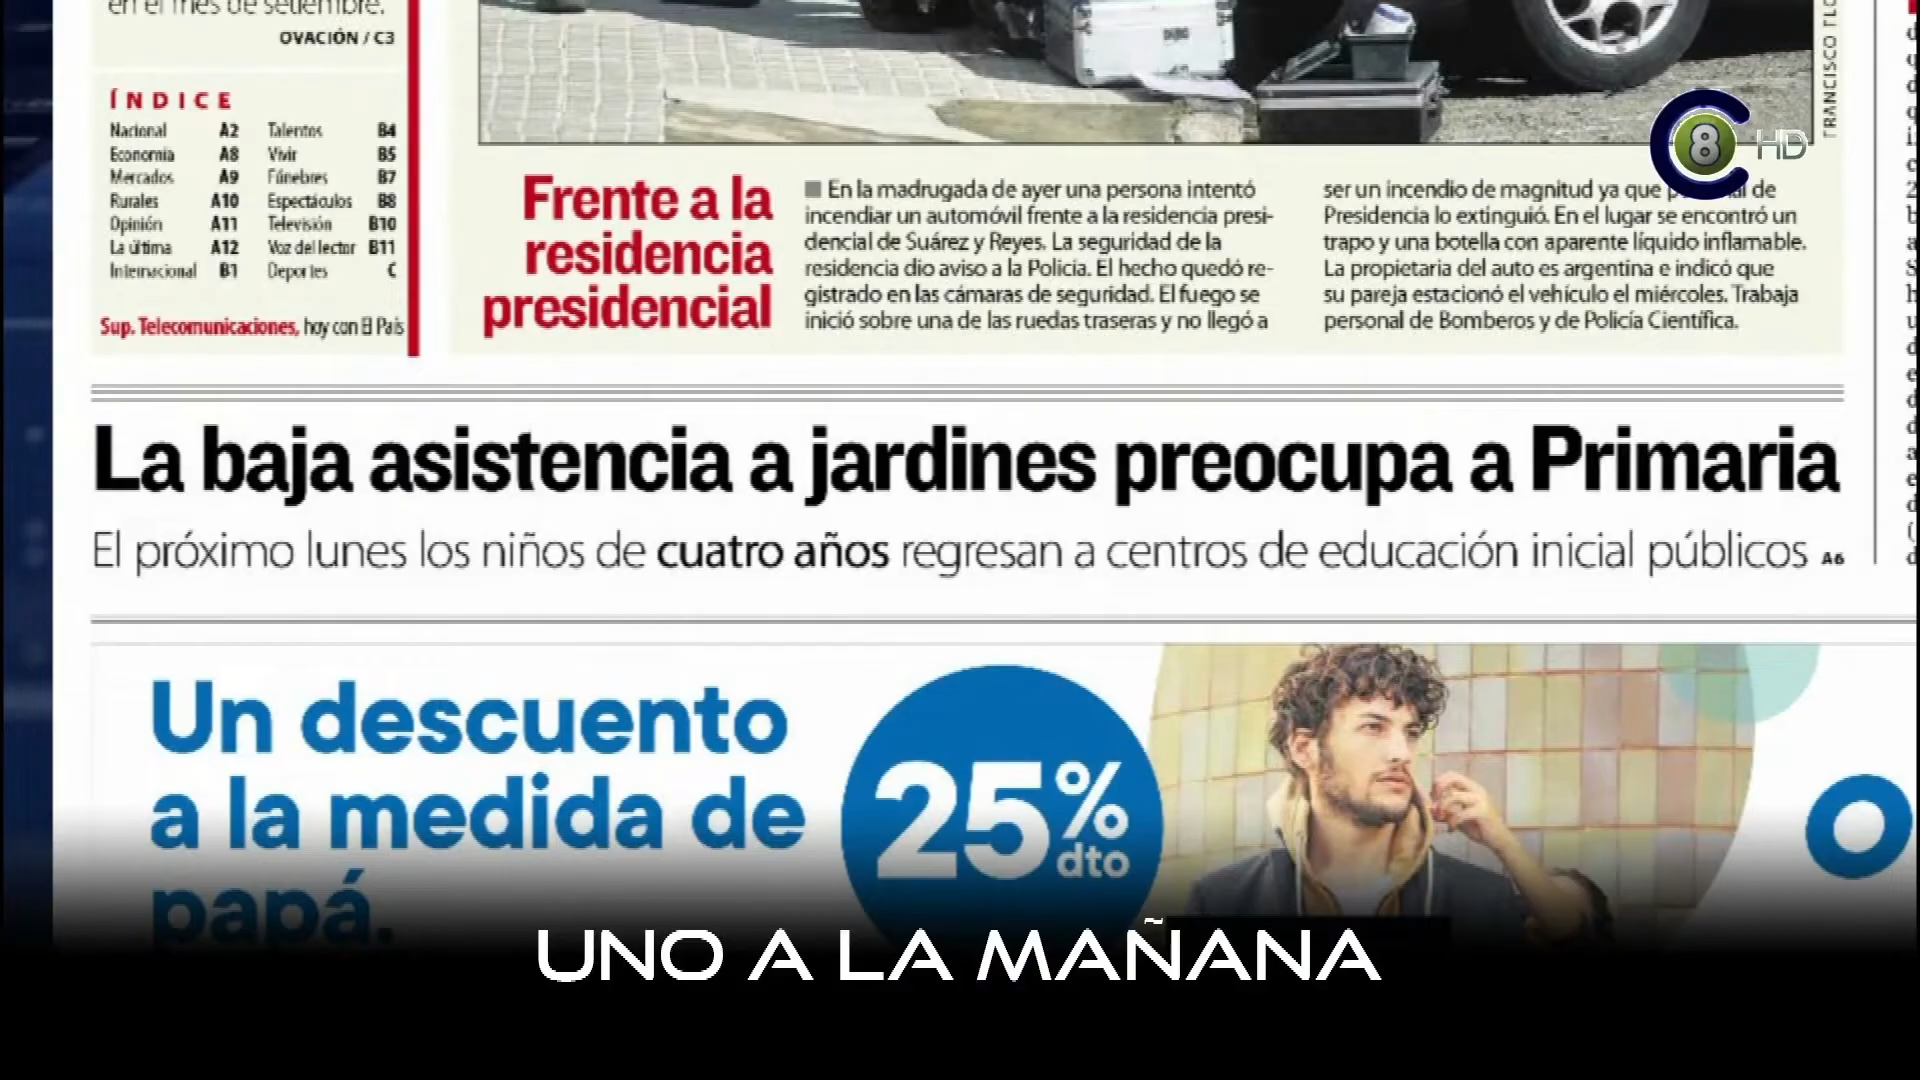 en el mes de setiembre.
OVACIÓN / C3
ÍNDICE
Nacional A2
Economía A8
Mercados A9
Rurales A10
Opinión A11
La última A12
Internacional B1
Talentos B4
Vivir B5
Fúnebres B7
Espectáculos B8
Televisión B10
Voz del lector B11
Deportes C
Sup. Telecomunicaciones, hoy con El País
FRANCISCO
8 HD
Frente a la
residencia
presidencial
En la madrugada de ayer una persona intentó
incendiar un automóvil frente a la residencia presi-
dencial de Suárez y Reyes. La seguridad de la
residencia dio aviso a la Policía. El hecho quedó re-
gistrado en las cámaras de seguridad. El fuego se
inició sobre una de las ruedas traseras y no llegó a
ser un incendio de magnitud ya que de
Presidencia lo extinguió. En el lugar se encontró un
trapo y una botella con aparente líquido inflamable.
La propietaria del auto es argentina e indicó que
su pareja estacionó el vehículo el miércoles. Trabaja
personal de Bomberos y de Policía Científica.
La baja asistencia a jardines preocupa a Primaria
El próximo lunes los niños de cuatro años regresan a centros de educación inicial públicos A6
Un descuento
a la medida de
papá.
25%
dto
UNO A LA MAÑANA